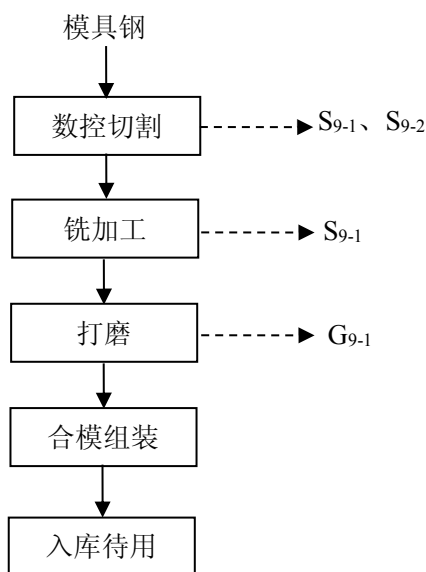 模具钢
数控切割
S9-1、S9-2
铣加工
S9-1
打磨
G9-1
合模组装
入库待用